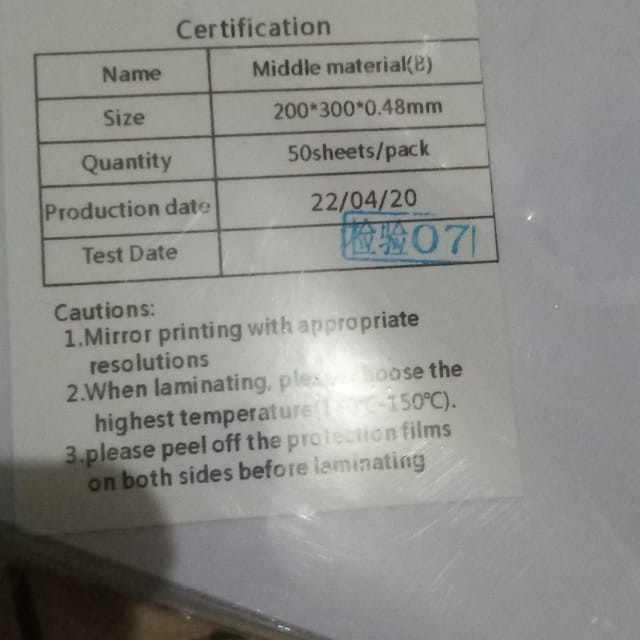 Certification
Name Middle material(B)
Size 200*300*0.48mm
Quantity 50sheets/pack
Production date 22/04/20
Test Date 检验07
Cautions:
1.Mirror printing with appropriate
resolutions
2.When laminating, choose the
highest temperature -150℃).
3.please peel off the protection films
on both sides before laminating